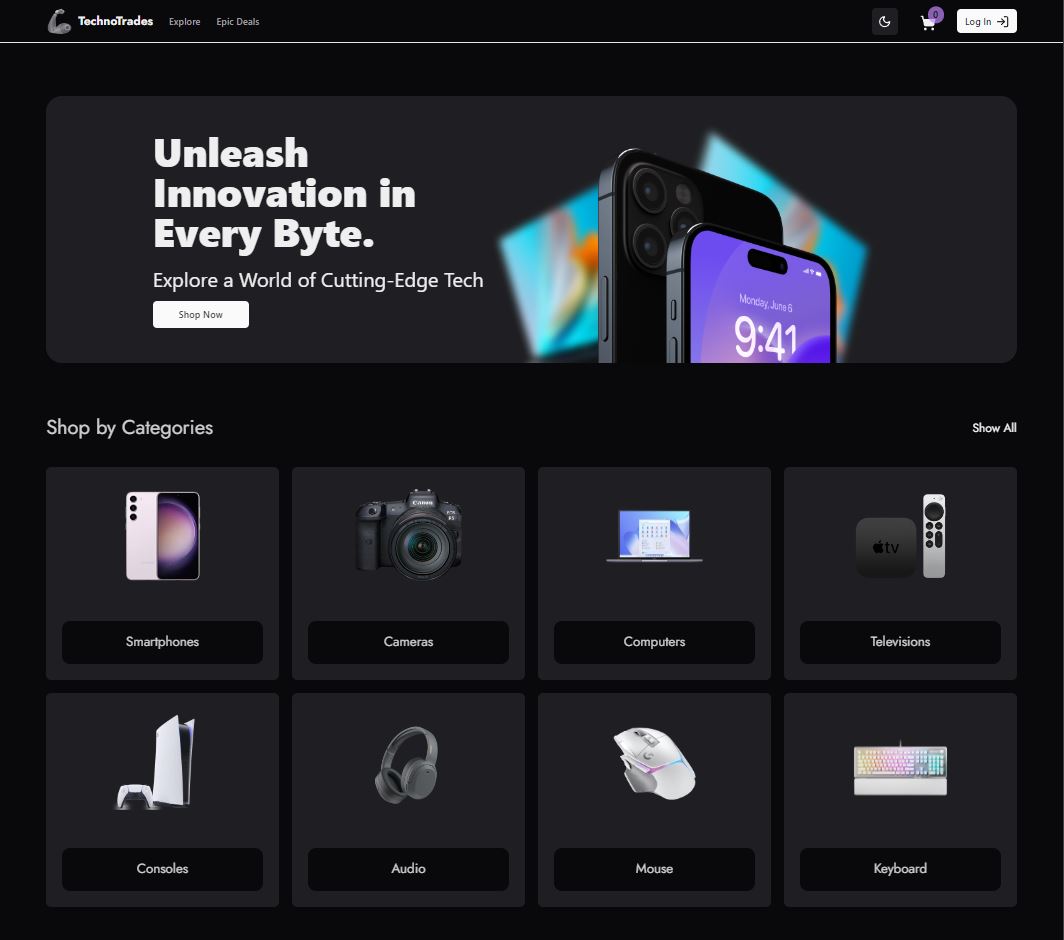 TechnoTrades Explore Epic Deals 0 Log In
Unleash
Innovation in
Every Byte.
Explore a World of Cutting-Edge Tech
Shop Now
Monday, June 6
9:41
Shop by Categories Show All
Canon
EOS
R5
tv
Smartphones Cameras Computers Televisions
Consoles Audio Mouse Keyboard